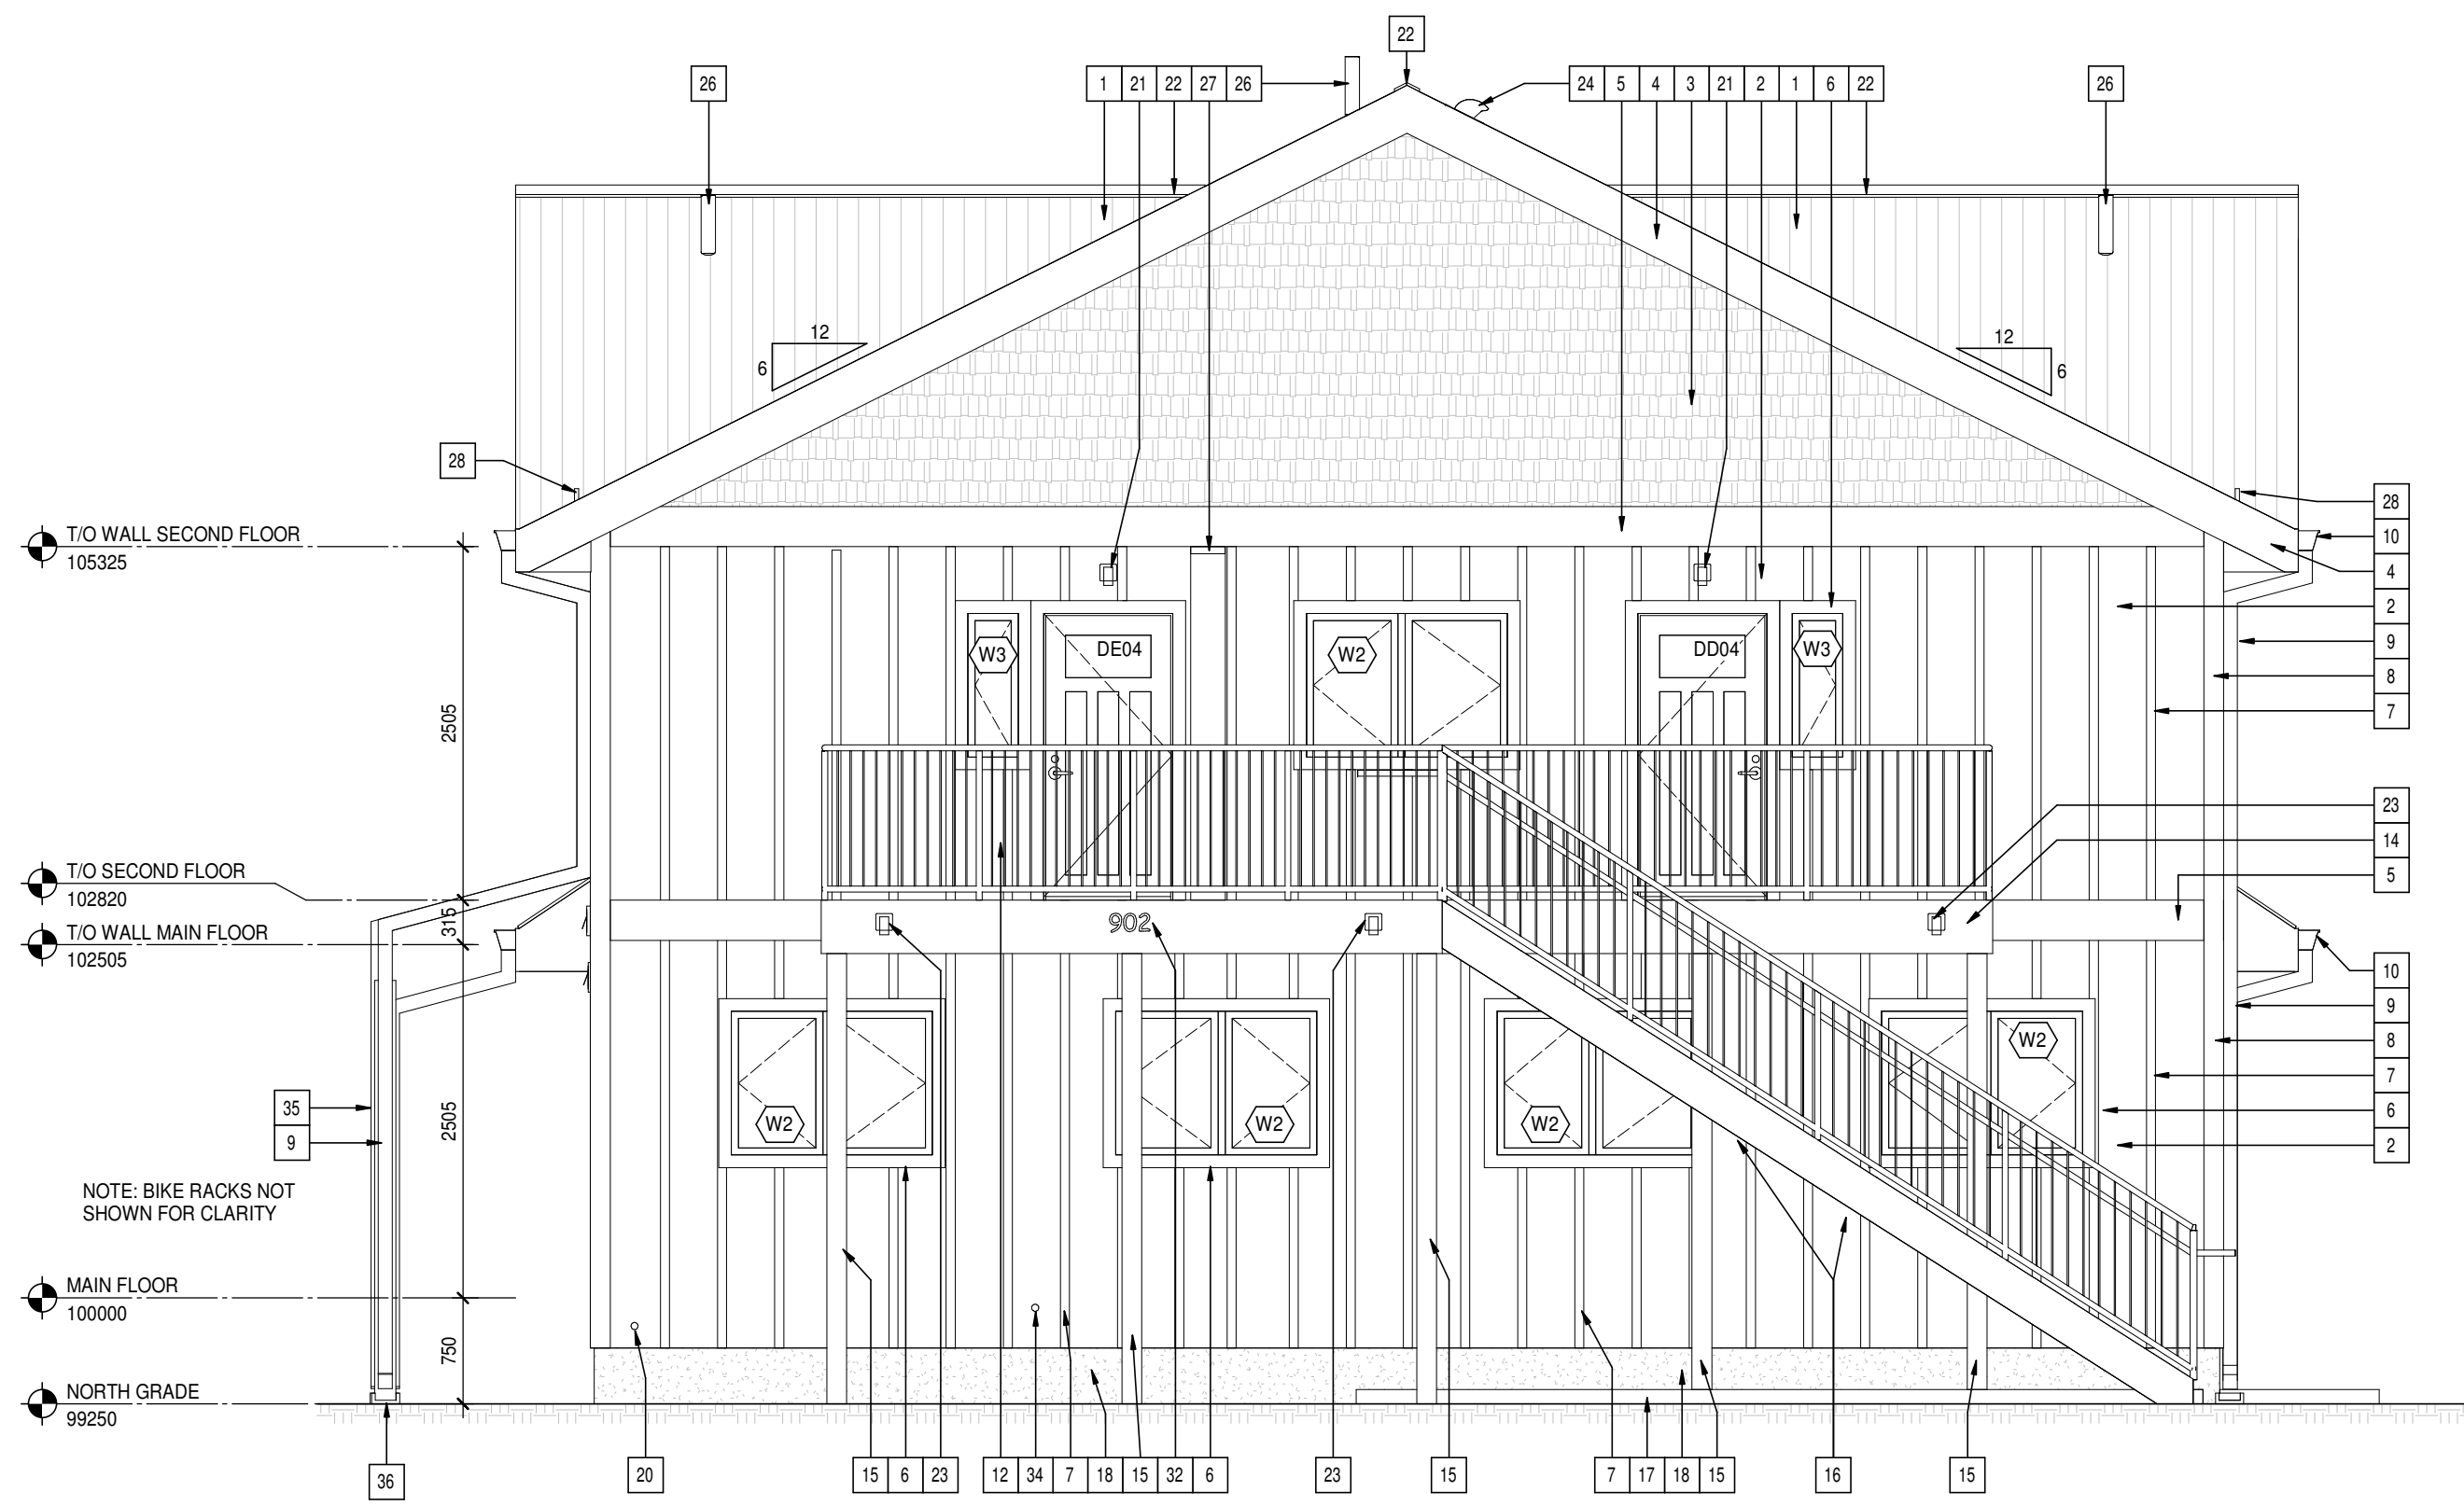 22
26
1 21 22 27 26
24 5 4 3 21 2 1 6 22
26
12
6
12
6
28
28
10
4
2
9
8
7
T/O WALL SECOND FLOOR
105325
W3
DE04
W2
DD04
W3
2505
23
14
5
T/O SECOND FLOOR
102820
315
902
T/O WALL MAIN FLOOR
102505
10
9
8
7
6
2
W2
W2
W2
W2
35
9
2505
NOTE: BIKE RACKS NOT
SHOWN FOR CLARITY
MAIN FLOOR
100000
750
NORTH GRADE
99250
36
20
15 6 23
12 34 7 18 15 32 6
23
15
7 17 18 15
16
15